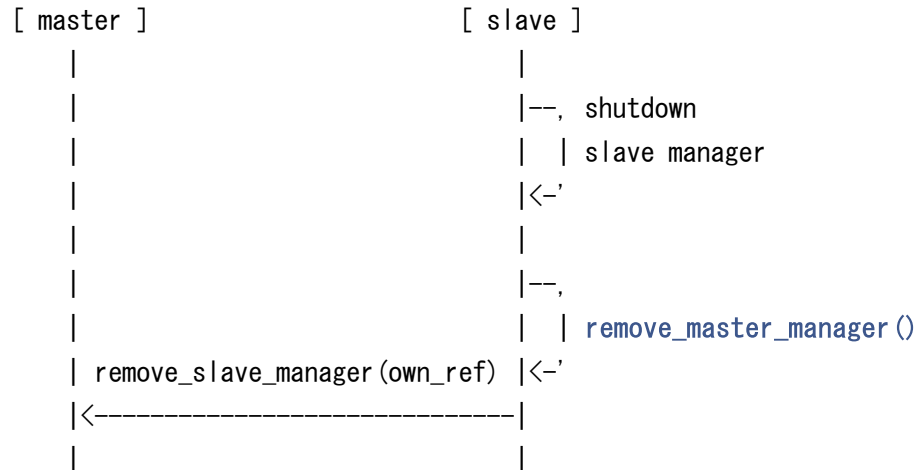 [ master ] [ slave ]
| |
| |--, shutdown
| | | slave manager
| |<-'
| |
| |--,
| | | remove_master_manager()
| remove_slave_manager(own_ref) |<-'
|<------------------------------|
| |